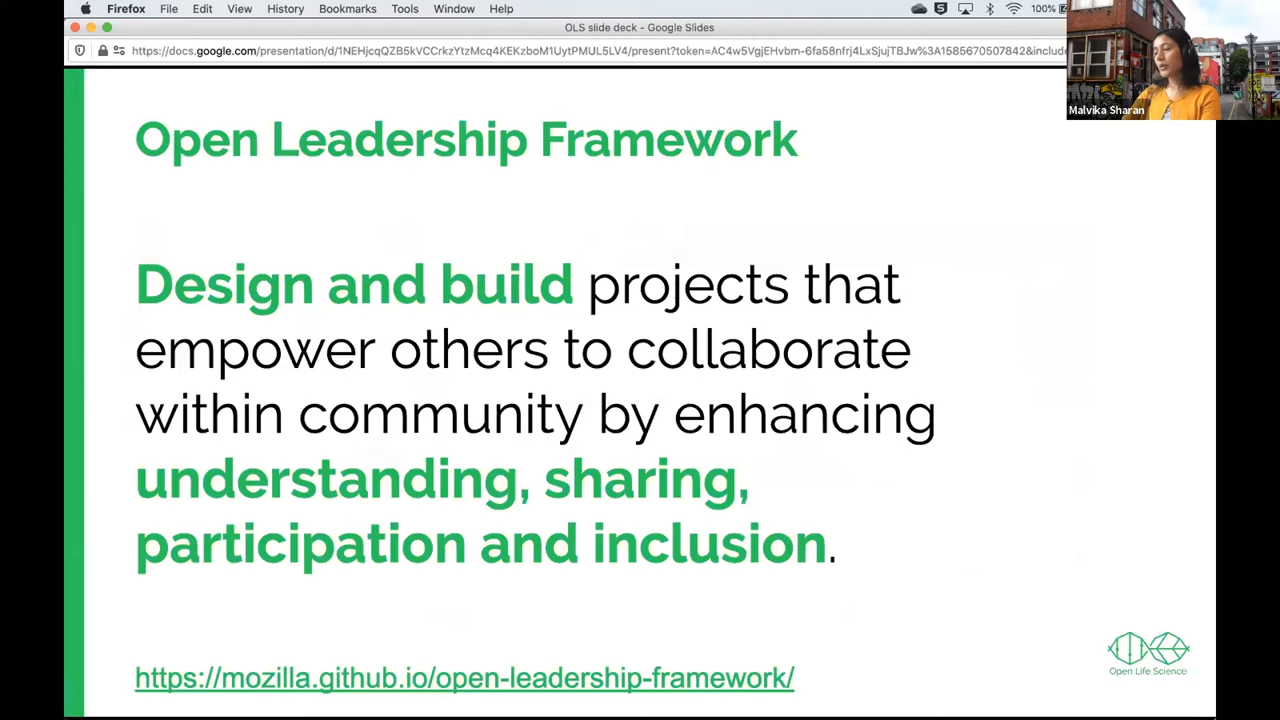 Firefox File Edit View History Bookmarks Tools Window Help 100%
OLS slide deck - Google Slides
https://docs.google.com/presentation/d/1NEHjcqQZB5kVCCrkzYtzMcq4KEKzboM1UytPMUL5LV4/present?token=AC4w5VgjEHvbm-6fa58nfrj4LxSjujTBJw%3A1585670507842&inclu
Malvika Sharan
Open Leadership Framework
Design and build projects that
empower others to collaborate
within community by enhancing
understanding, sharing,
participation and inclusion.
https://mozilla.github.io/open-leadership-framework/
Open Life Science